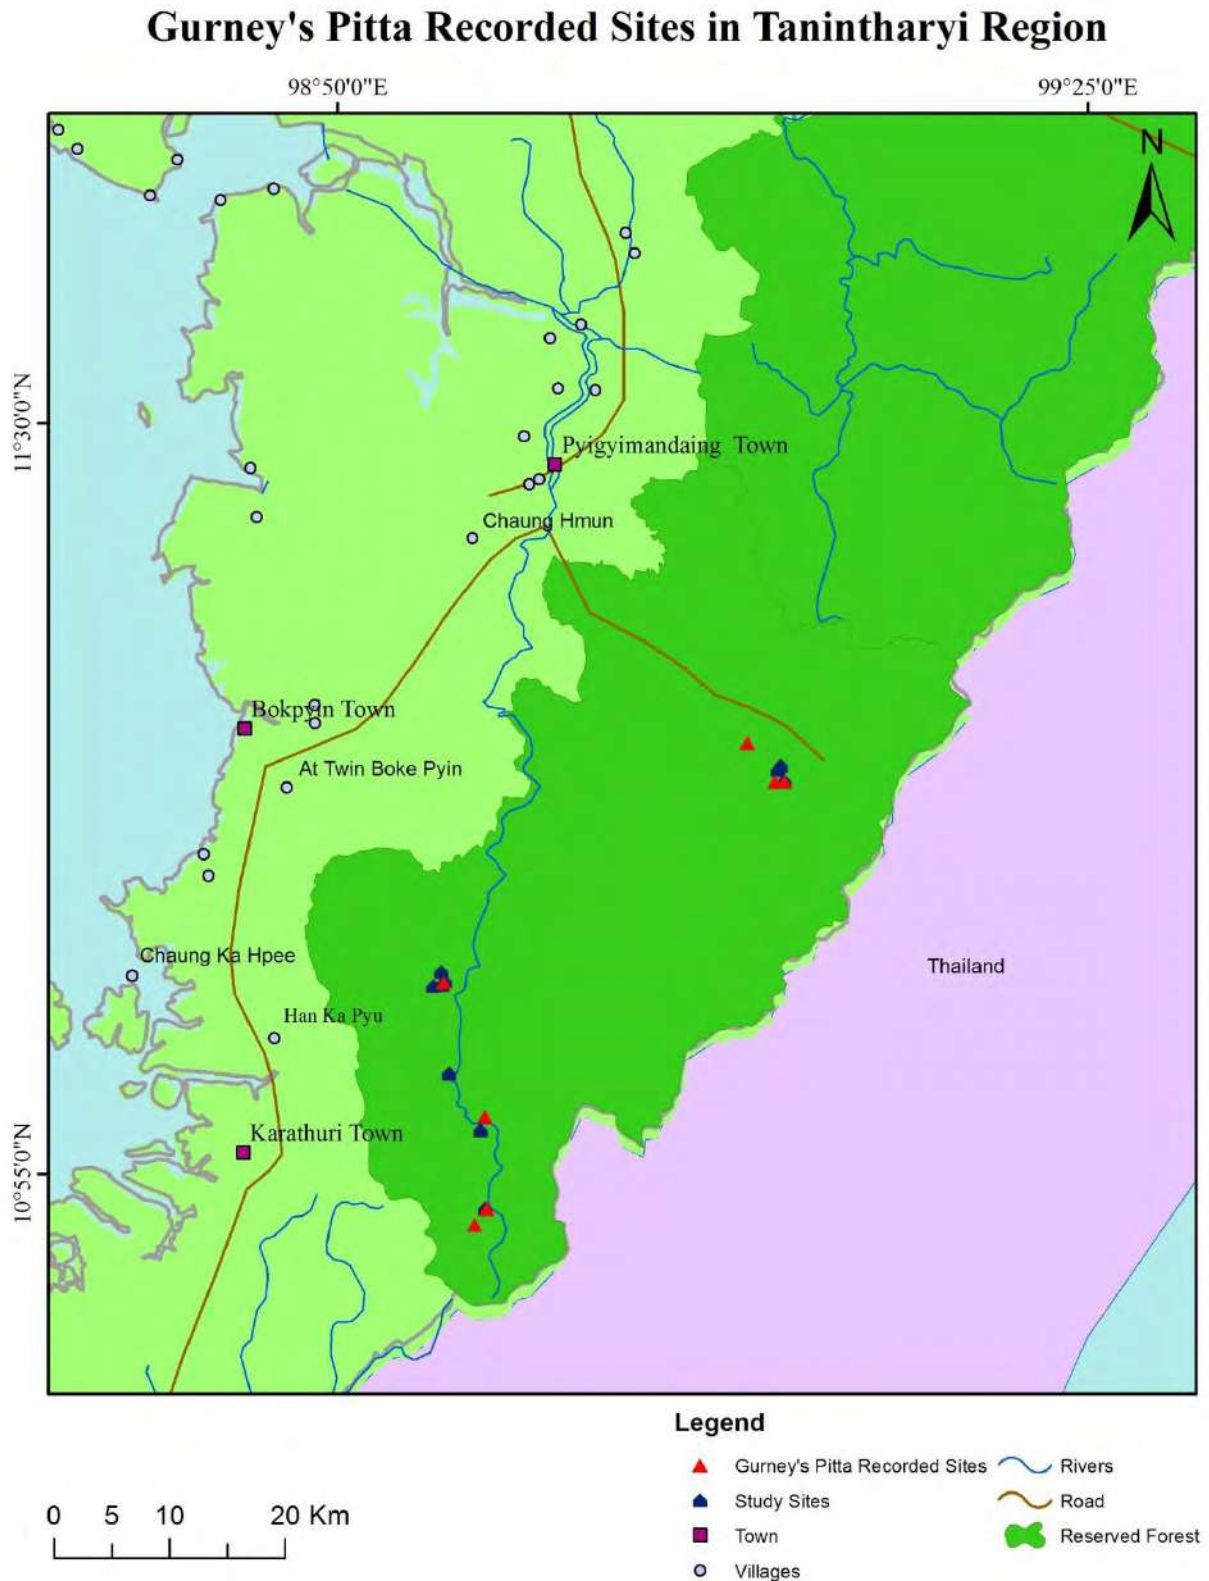 Gurney's Pitta Recorded Sites in Tanintharyi Region
98°50'0"E
99°25'0"E
N
11°30'0"N
Pyigyimandaing Town
Chaung Hmun
Bokpyin Town
At Twin Boke Pyin
Chaung Ka Hpee
Thailand
Han Ka Pyu
Karathuri Town
10°55'0"N
Legend
Gurney's Pitta Recorded Sites
Rivers
Study Sites
Road
Town
Reserved Forest
Villages
0 5 10 20 Km